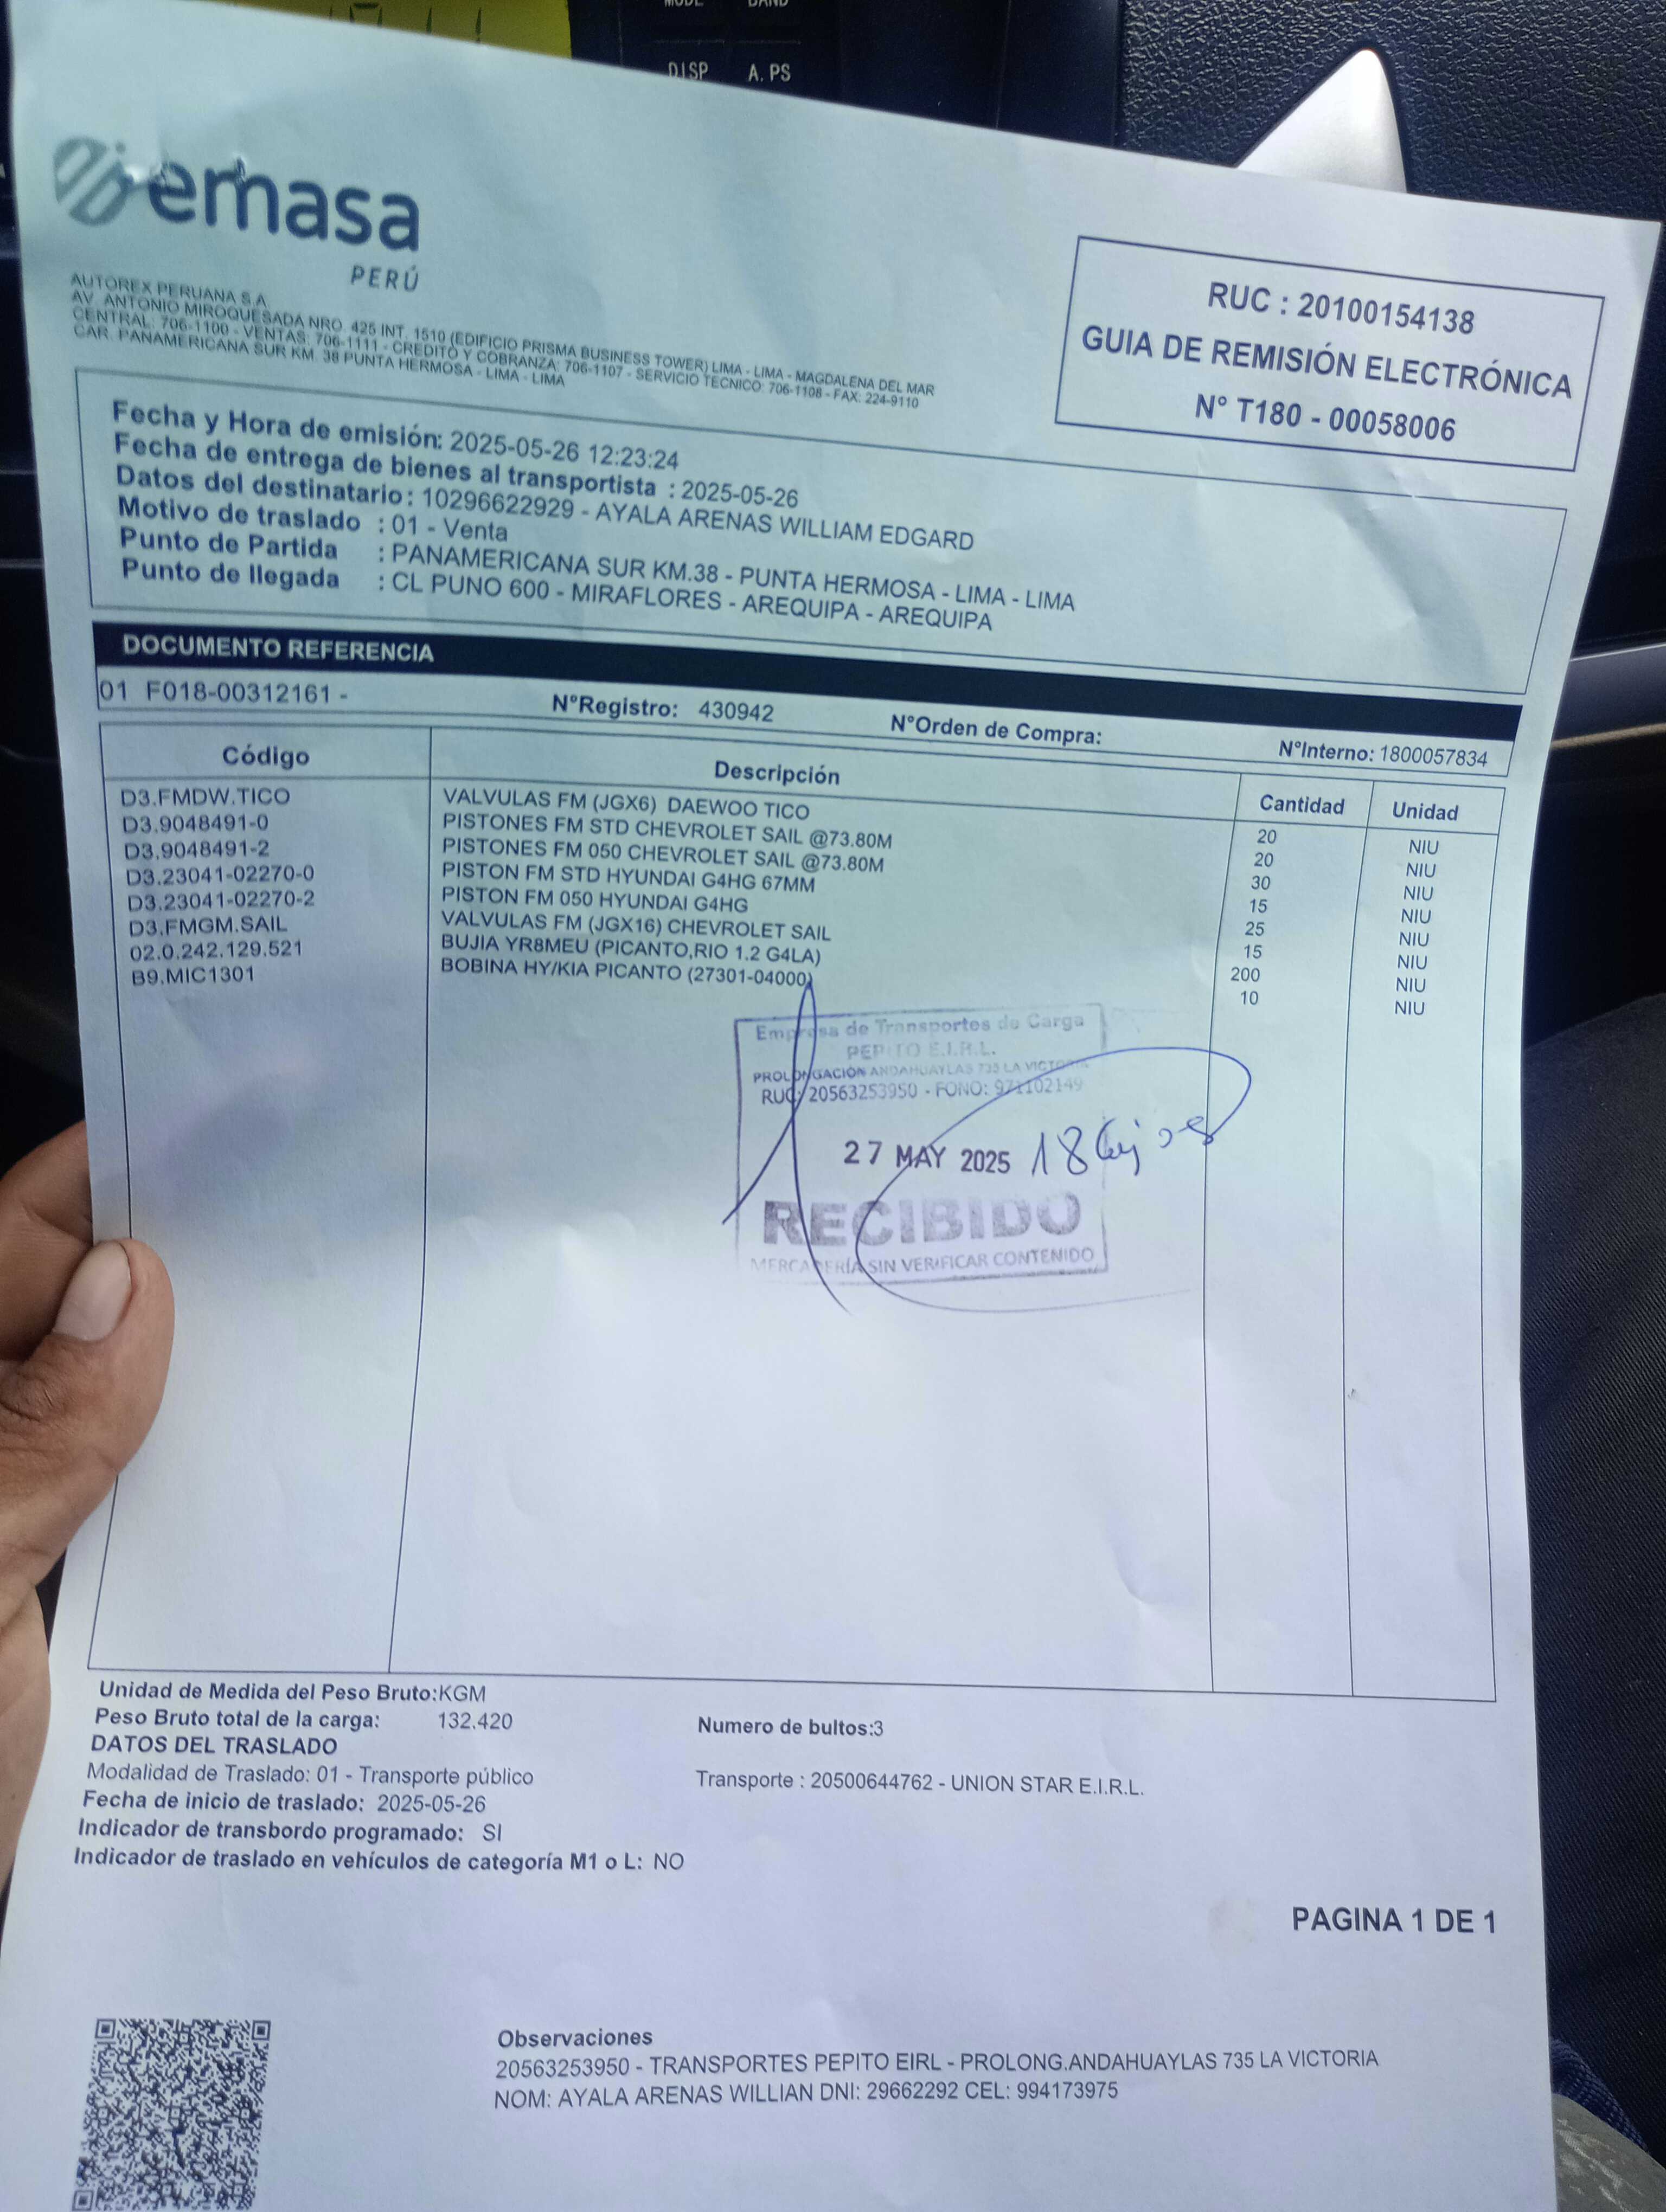 MODE BAND
DISP A. PS
emasa
PERÚ
AUTOREX PERUANA S.A.
AV. ANTONIO MIROQUESADA NRO. 425 INT. 1510 (EDIFICIO PRISMA BUSINESS TOWER) LIMA - LIMA - MAGDALENA DEL MAR
CENTRAL: 706-1100 - VENTAS: 706-1111 - CREDITO Y COBRANZA: 706-1107 - SERVICIO TECNICO: 706-1108 - FAX: 224-9110
CAR. PANAMERICANA SUR KM. 38 PUNTA HERMOSA - LIMA - LIMA
RUC : 20100154138
GUIA DE REMISIÓN ELECTRÓNICA
N° T180 - 00058006
Fecha y Hora de emisión: 2025-05-26 12:23:24
Fecha de entrega de bienes al transportista : 2025-05-26
Datos del destinatario: 10296622929 - AYALA ARENAS WILLIAM EDGARD
Motivo de traslado : 01 - Venta
Punto de Partida : PANAMERICANA SUR KM.38 - PUNTA HERMOSA - LIMA - LIMA
Punto de llegada : CL PUNO 600 - MIRAFLORES - AREQUIPA - AREQUIPA
DOCUMENTO REFERENCIA
01 F018-00312161 - N°Registro: 430942 N°Orden de Compra: N°Interno: 1800057834
Código Descripción Cantidad Unidad
D3.FMDW.TICO VALVULAS FM (JGX6) DAEWOO TICO 20 NIU
D3.9048491-0 PISTONES FM STD CHEVROLET SAIL @73.80M 20 NIU
D3.9048491-2 PISTONES FM 050 CHEVROLET SAIL @73.80M 30 NIU
D3.23041-02270-0 PISTON FM STD HYUNDAI G4HG 67MM 15 NIU
D3.23041-02270-2 PISTON FM 050 HYUNDAI G4HG 25 NIU
D3.FMGM.SAIL VALVULAS FM (JGX16) CHEVROLET SAIL 15 NIU
02.0.242.129.521 BUJIA YR8MEU (PICANTO,RIO 1.2 G4LA) 200 NIU
B9.MIC1301 BOBINA HY/KIA PICANTO (27301-04000) 10 NIU
Empresa de Transportes de Carga
PEPITO E.I.R.L.
PROLONGACIÓN ANDAHUAYLAS 735 LA VICTORIA
RUC: 20563253950 - FONO: 971102149
27 MAY 2025 18
RECIBIDO
MERCADERÍA SIN VERIFICAR CONTENIDO
Unidad de Medida del Peso Bruto:KGM
Peso Bruto total de la carga: 132.420 Numero de bultos:3
DATOS DEL TRASLADO
Modalidad de Traslado: 01 - Transporte público Transporte : 20500644762 - UNION STAR E.I.R.L.
Fecha de inicio de traslado: 2025-05-26
Indicador de transbordo programado: SI
Indicador de traslado en vehículos de categoría M1 o L: NO
PAGINA 1 DE 1
Observaciones
20563253950 - TRANSPORTES PEPITO EIRL - PROLONG.ANDAHUAYLAS 735 LA VICTORIA
NOM: AYALA ARENAS WILLIAN DNI: 29662292 CEL: 994173975